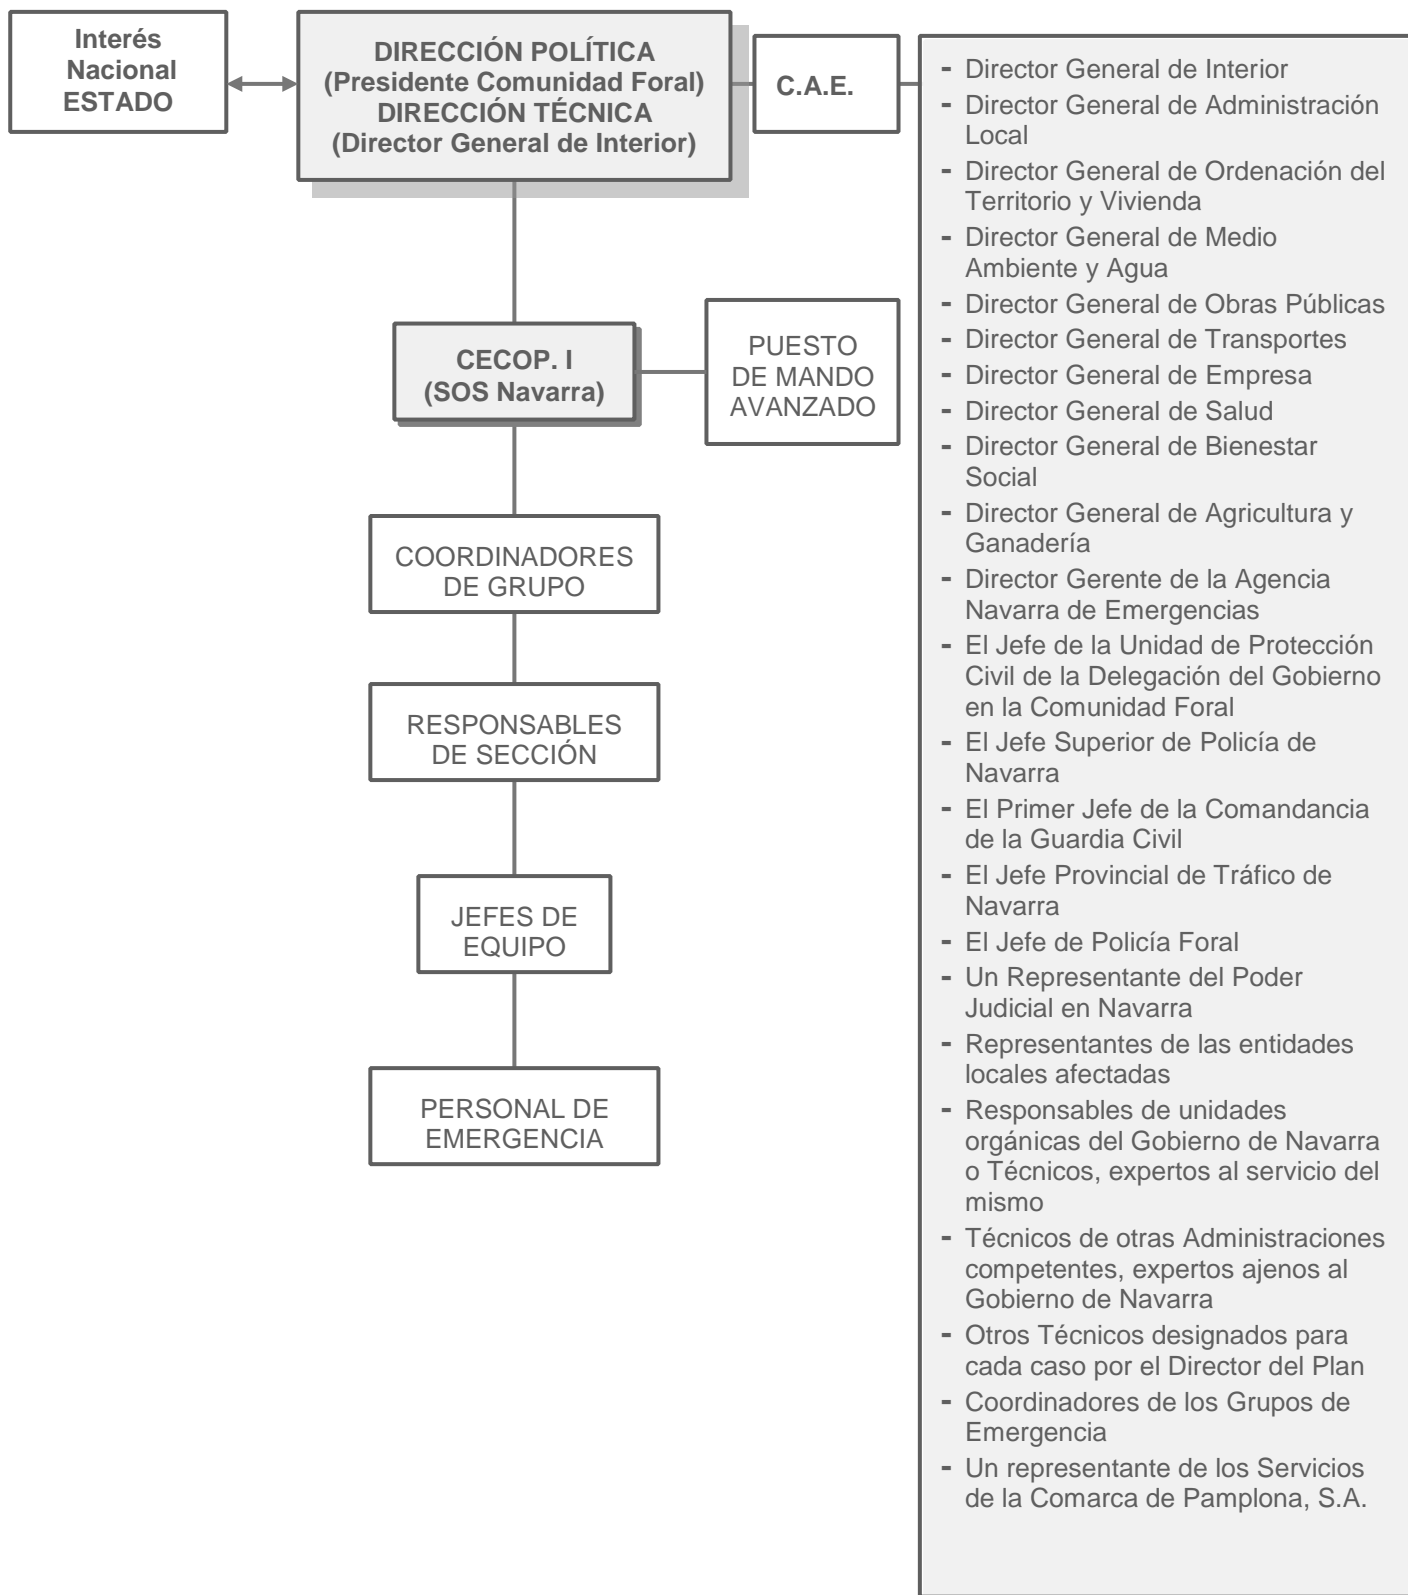 Interés
Nacional
ESTADO
DIRECCIÓN POLÍTICA
(Presidente Comunidad Foral)
DIRECCIÓN TÉCNICA
(Director General de Interior)
C.A.E.
- Director General de Interior
- Director General de Administración
Local
- Director General de Ordenación del
Territorio y Vivienda
- Director General de Medio
Ambiente y Agua
- Director General de Obras Públicas
- Director General de Transportes
- Director General de Empresa
- Director General de Salud
- Director General de Bienestar
Social
- Director General de Agricultura y
Ganadería
- Director Gerente de la Agencia
Navarra de Emergencias
- El Jefe de la Unidad de Protección
Civil de la Delegación del Gobierno
en la Comunidad Foral
- El Jefe Superior de Policía de
Navarra
- El Primer Jefe de la Comandancia
de la Guardia Civil
- El Jefe Provincial de Tráfico de
Navarra
- El Jefe de Policía Foral
- Un Representante del Poder
Judicial en Navarra
- Representantes de las entidades
locales afectadas
- Responsables de unidades
orgánicas del Gobierno de Navarra
o Técnicos, expertos al servicio del
mismo
- Técnicos de otras Administraciones
competentes, expertos ajenos al
Gobierno de Navarra
- Otros Técnicos designados para
cada caso por el Director del Plan
- Coordinadores de los Grupos de
Emergencia
- Un representante de los Servicios
de la Comarca de Pamplona, S.A.
CECOP. I
(SOS Navarra)
PUESTO
DE MANDO
AVANZADO
COORDINADORES
DE GRUPO
RESPONSABLES
DE SECCIÓN
JEFES DE
EQUIPO
PERSONAL DE
EMERGENCIA